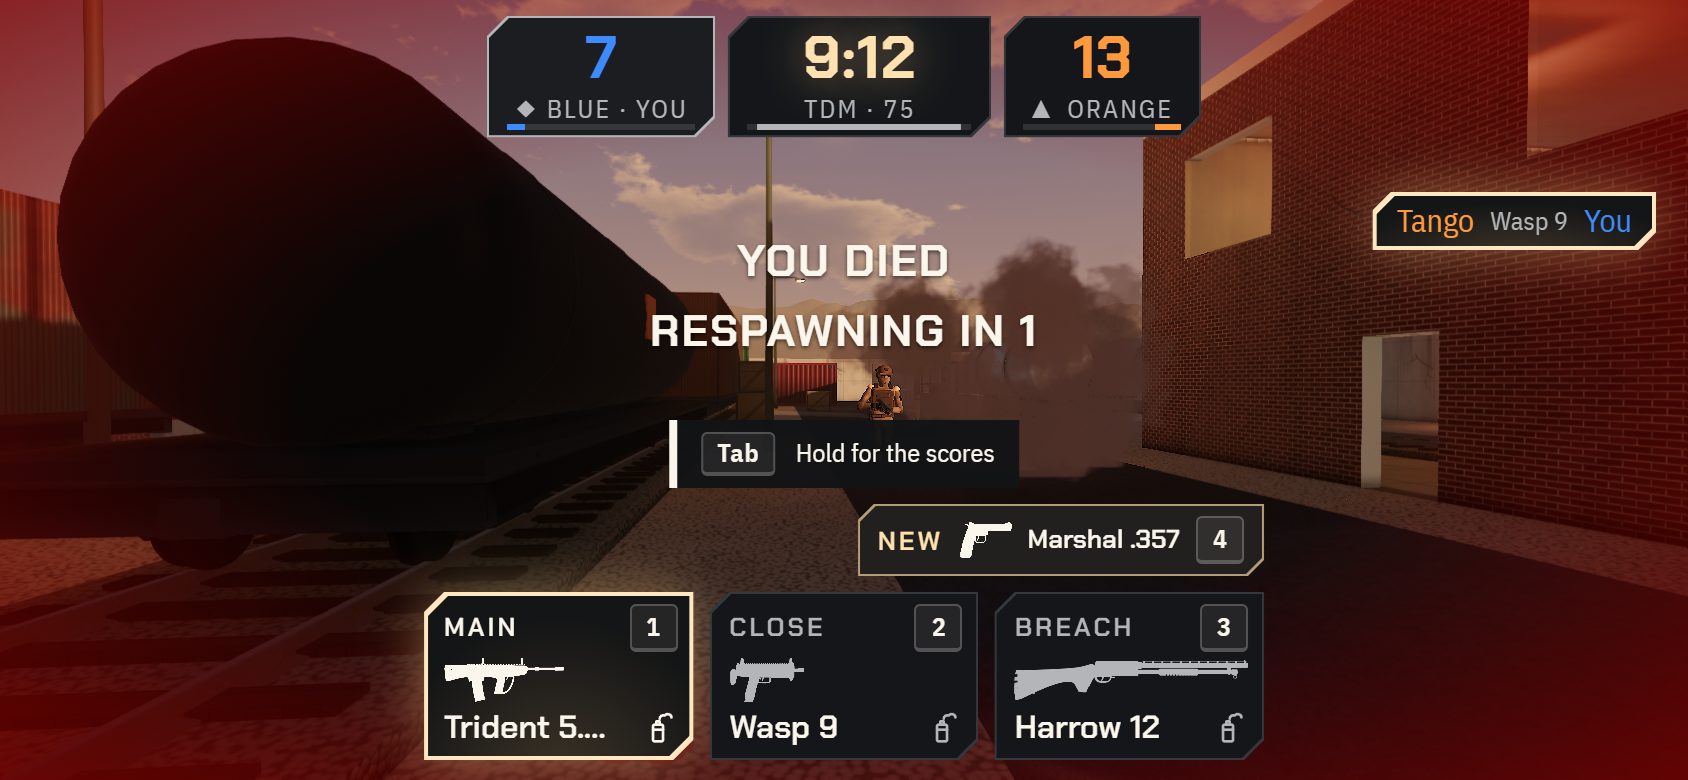 7
◆ BLUE · YOU
9:12
TDM · 75
13
▲ ORANGE
Tango Wasp 9 You
YOU DIED
RESPAWNING IN 1
Tab Hold for the scores
NEW Marshal .357 4
MAIN 1
Trident 5....
CLOSE 2
Wasp 9
BREACH 3
Harrow 12